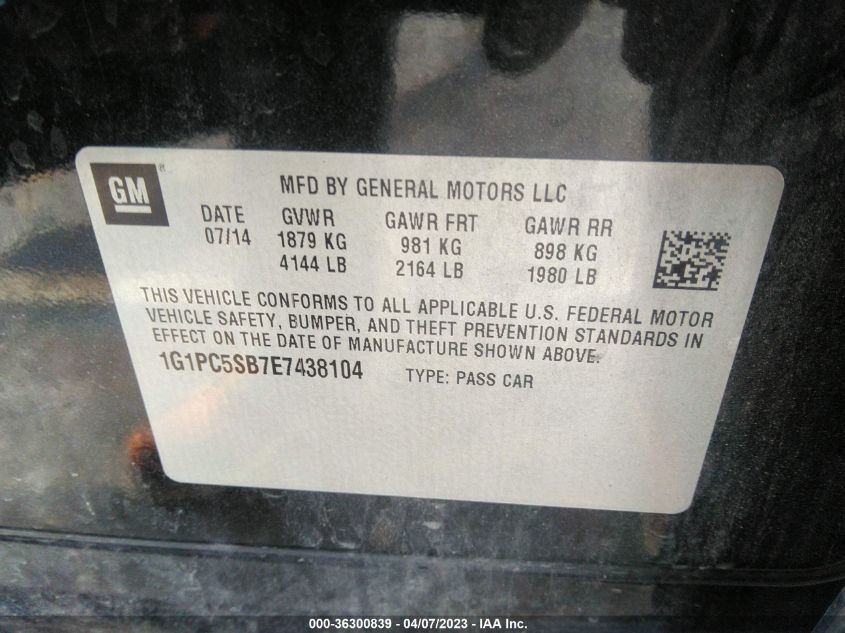 GM ®
MFD BY GENERAL MOTORS LLC
DATE GVWR GAWR FRT GAWR RR
07/14 1879 KG 981 KG 898 KG
4144 LB 2164 LB 1980 LB
THIS VEHICLE CONFORMS TO ALL APPLICABLE U.S. FEDERAL MOTOR
VEHICLE SAFETY, BUMPER, AND THEFT PREVENTION STANDARDS IN
EFFECT ON THE DATE OF MANUFACTURE SHOWN ABOVE.
1G1PC5SB7E7438104 TYPE: PASS CAR
000-36300839 - 04/07/2023 - IAA Inc.